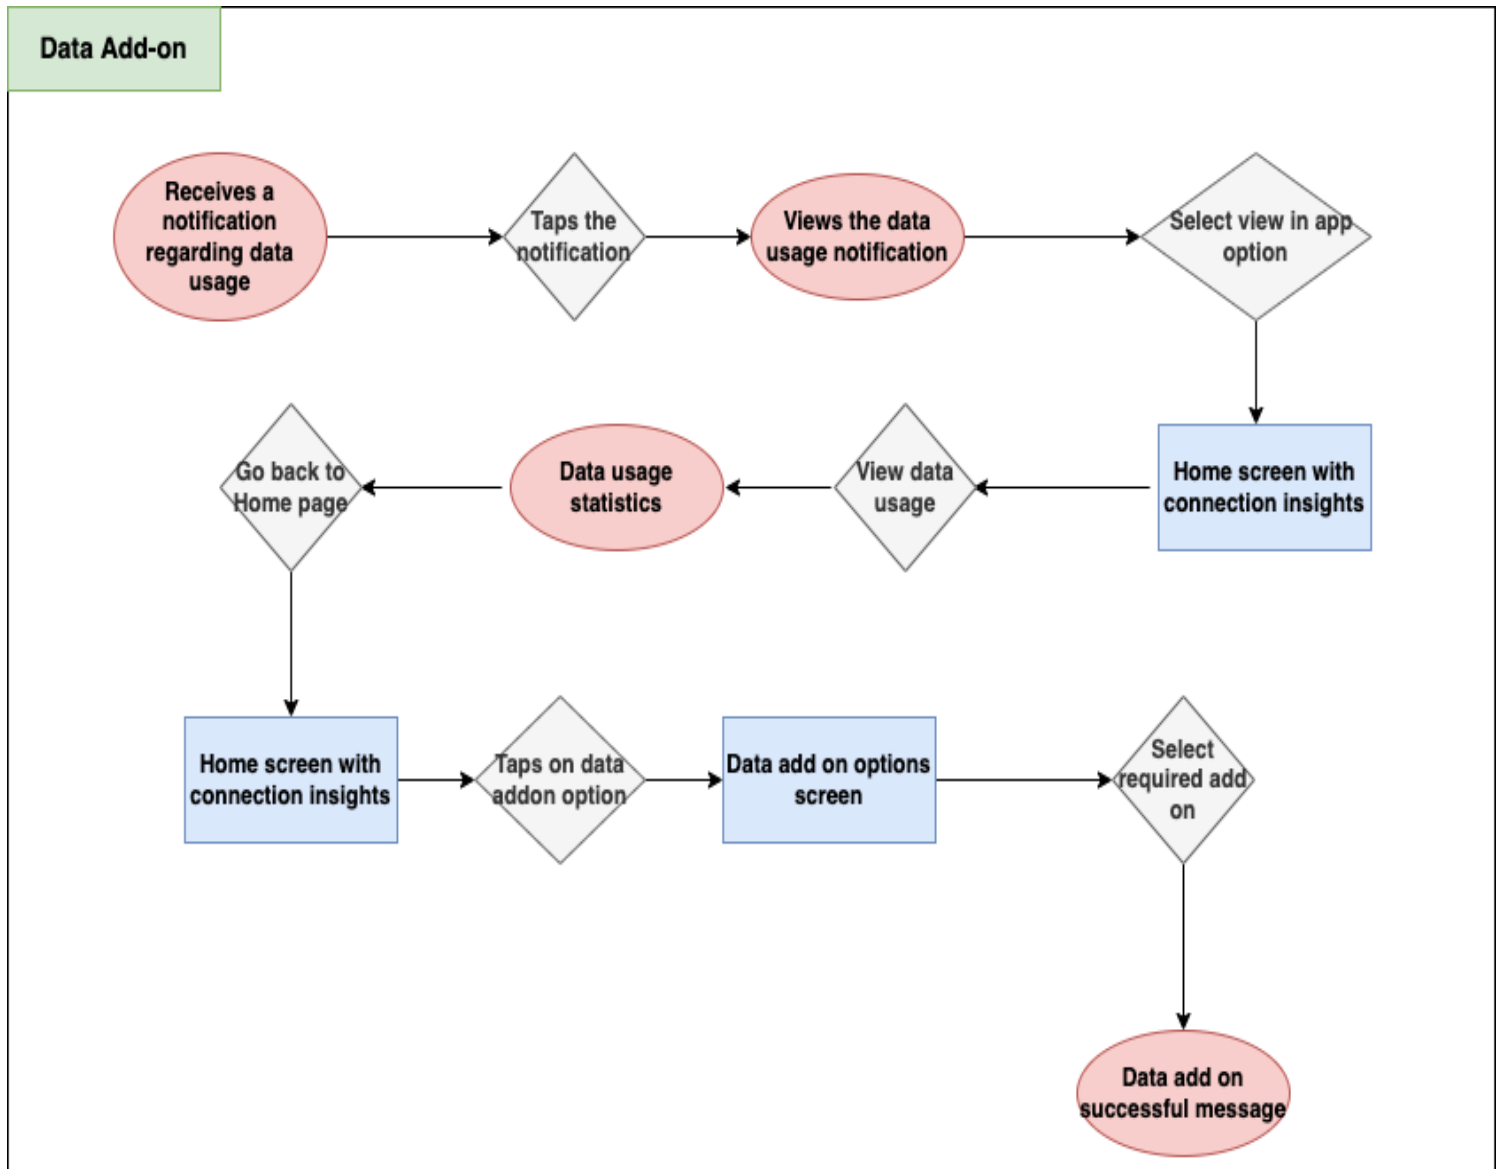 Data Add-on
Receives a
notification
regarding data
usage
Taps the
notification
Views the data
usage notification
Select view in app
option
Home screen with
connection insights
View data
usage
Data usage
statistics
Go back to
Home page
Home screen with
connection insights
Taps on data
addon option
Data add on options
screen
Select
required add
on
Data add on
successful message